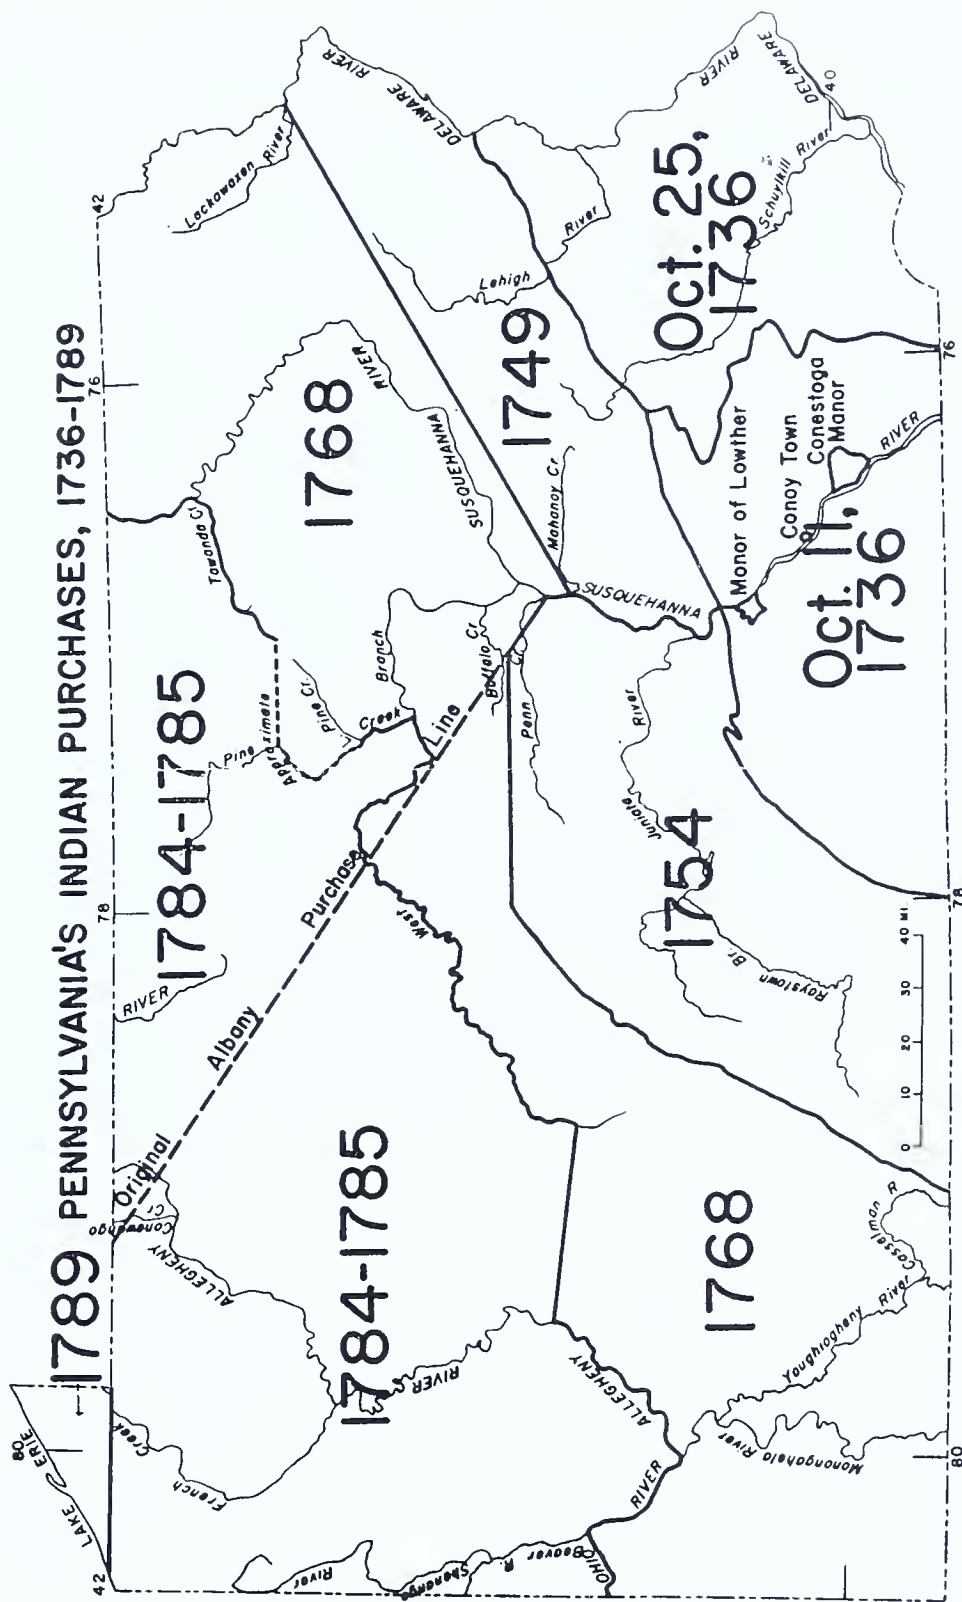 1789 PENNSYLVANIA'S INDIAN PURCHASES, 1736-1789
LAKE ERIE
80
78
76
42
42
French Creek
Conewango Cr.
ALLEGHENY
RIVER
RIVER
Original Albany Purchase Line
1784-1785
1784-1785
Pine Creek
Approximate
L. Pine Cr.
Towanda Cr.
1768
SUSQUEHANNA RIVER
West Branch
Buffalo Cr.
Penn Cr.
Lackawaxen River
DELAWARE RIVER
Mahanoy Cr.
1749
Lehigh River
SUSQUEHANNA
RIVER
Juniata River
1754
Raystown Br.
Shenango River
Beaver R.
OHIO RIVER
ALLEGHENY
1768
Monongahela River
Youghiogheny River
Casselman R
Manor of Lowther
Conoy Town
Conestoga Manor
Oct. 11,
1736
Oct. 25,
1736
Schuylkill River
DELAWARE RIVER
40
0 10 20 30 40 MI.
80
78
76